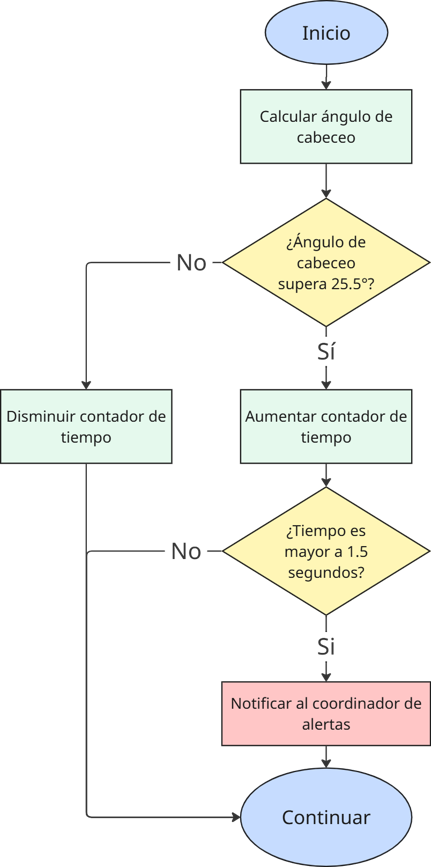 Inicio
Calcular ángulo de
cabeceo
¿Ángulo de
cabeceo
supera 25.5°?
No
Sí
Disminuir contador de
tiempo
Aumentar contador de
tiempo
¿Tiempo es
mayor a 1.5
segundos?
No
Si
Notificar al coordinador de
alertas
Continuar